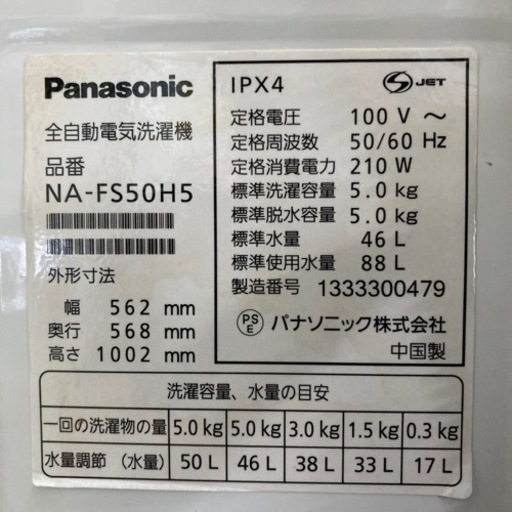 Panasonic
全自動電気洗濯機
品番
NA-FS50H5
外形寸法
幅 562 mm
奥行 568 mm
高さ 1002 mm
IPX4 S JET
定格電圧 100 V ～
定格周波数 50/60 Hz
定格消費電力 210 W
標準洗濯容量 5.0 kg
標準脱水容量 5.0 kg
標準水量 46 L
標準使用水量 88 L
製造番号 1333300479
PSE パナソニック株式会社
中国製
洗濯容量、水量の目安
一回の洗濯物の量 5.0 kg 5.0 kg 3.0 kg 1.5 kg 0.3 kg
水量調節（水量） 50 L 46 L 38 L 33 L 17 L